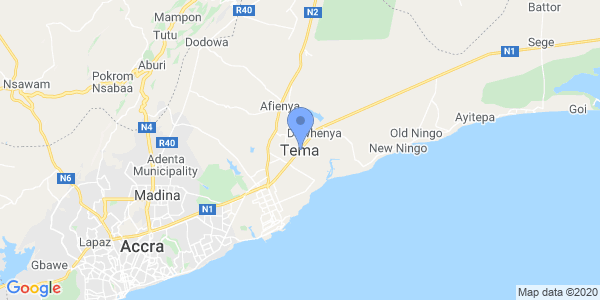 Mampon
Tutu
R40
N2
Battor
Dodowa
N1
Sege
Nsawam
Aburi
Pokrom
Nsabaa
Afienya
Goi
Ayitepa
N4
Dawhenya
Old Ningo
R40
Tema
New Ningo
Adenta
Municipality
N6
Madina
N1
Lapaz
Accra
Gbawe
Google
Map data ©2020